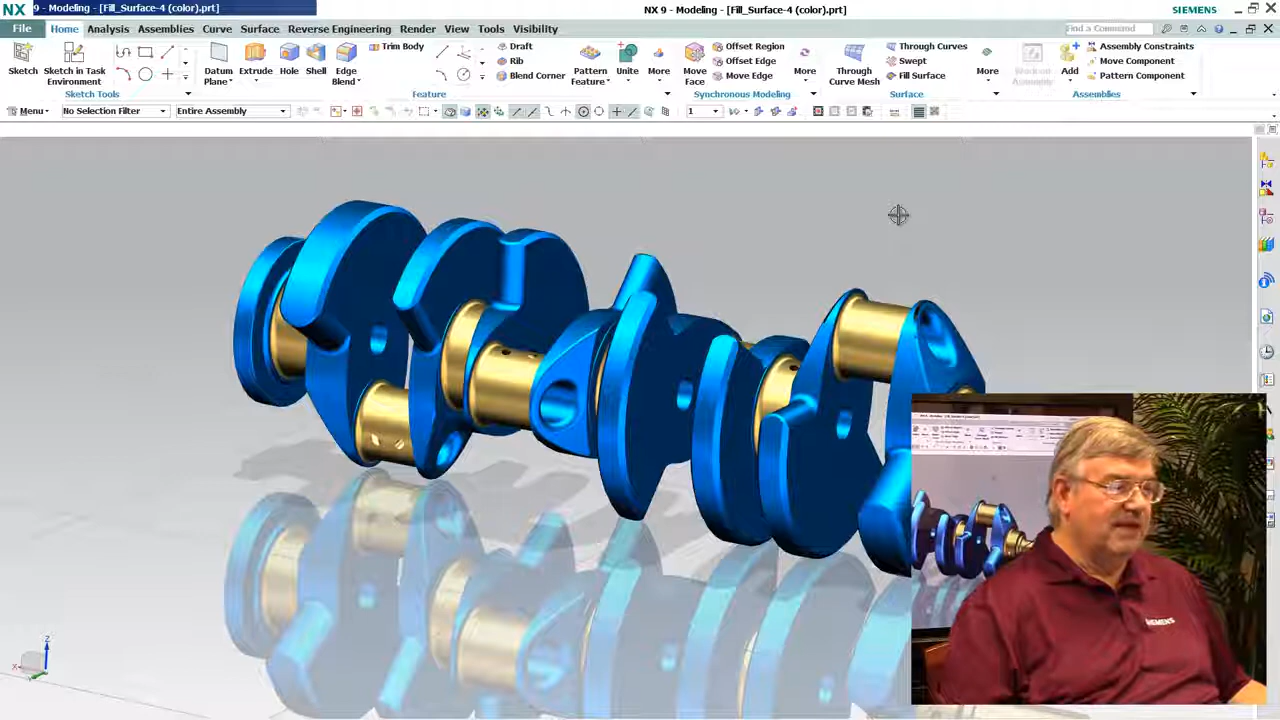 NX 9 - Modeling - [Fill_Surface-4 (color).prt]
NX 9 - Modeling - [Fill_Surface-4 (color).prt]
SIEMENS
File Home Analysis Assemblies Curve Surface Reverse Engineering Render View Tools Visibility
Find a Command
Sketch
Sketch in Task Environment
Datum Plane
Extrude
Hole
Shell
Edge Blend
Trim Body
Draft
Rib
Blend Corner
Pattern Feature
Unite
More
Move Face
Offset Region
Offset Edge
Move Edge
More
Through Curve Mesh
Through Curves
Swept
Fill Surface
More
Add
Assembly Constraints
Move Component
Pattern Component
Sketch Tools
Feature
Synchronous Modeling
Surface
Assemblies
Menu
No Selection Filter
Entire Assembly
1
Z
X
SIEMENS